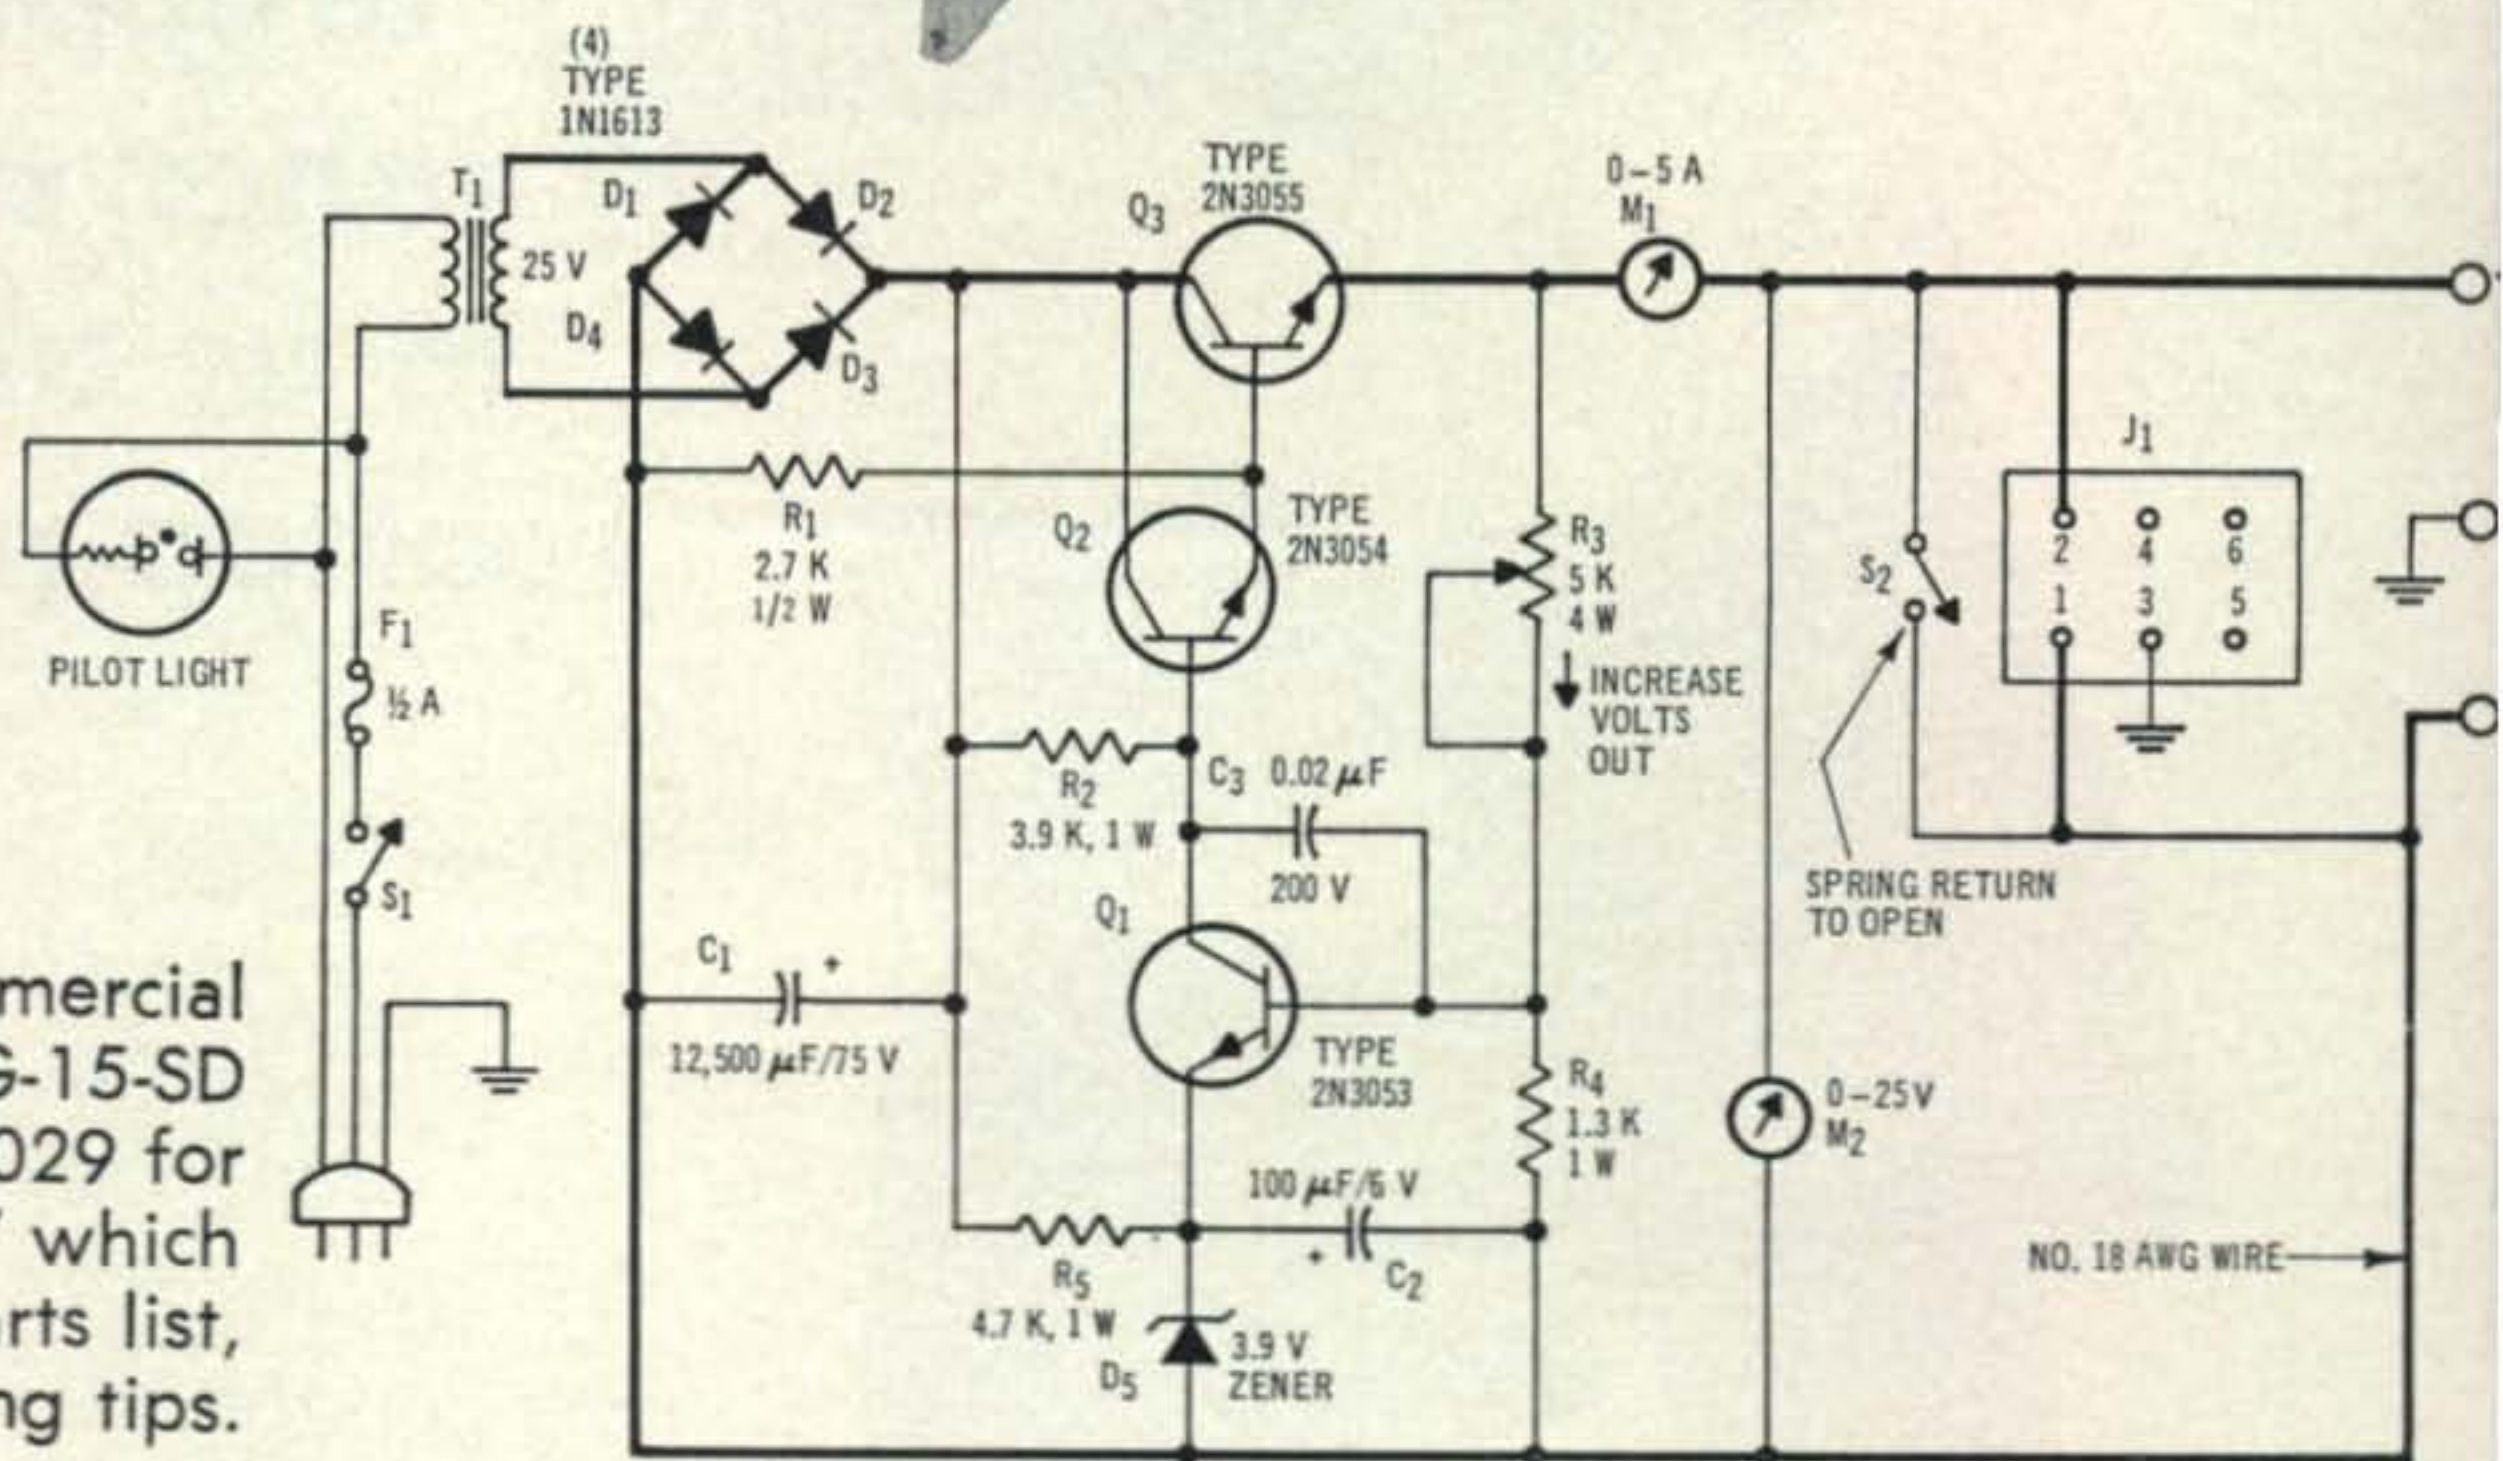 (4)
TYPE
1N1613
T1
25 V
D1
D2
D4
D3
Q3
TYPE
2N3055
0-5 A
M1
R1
2.7 K
1/2 W
Q2
TYPE
2N3054
R3
5 K
4 W
INCREASE
VOLTS
OUT
S2
J1
2 4 6
1 3 5
PILOT LIGHT
F1
½ A
S1
R2
3.9 K, 1 W
C3 0.02 µF
200 V
Q1
TYPE
2N3053
C1
+
12,500 µF/75 V
SPRING RETURN
TO OPEN
R4
1.3 K
1 W
0-25V
M2
100 µF/6 V
+
C2
R5
4.7 K, 1 W
D5
3.9 V
ZENER
NO. 18 AWG WIRE
mercial
G-15-SD
029 for
which
rts list,
ng tips.